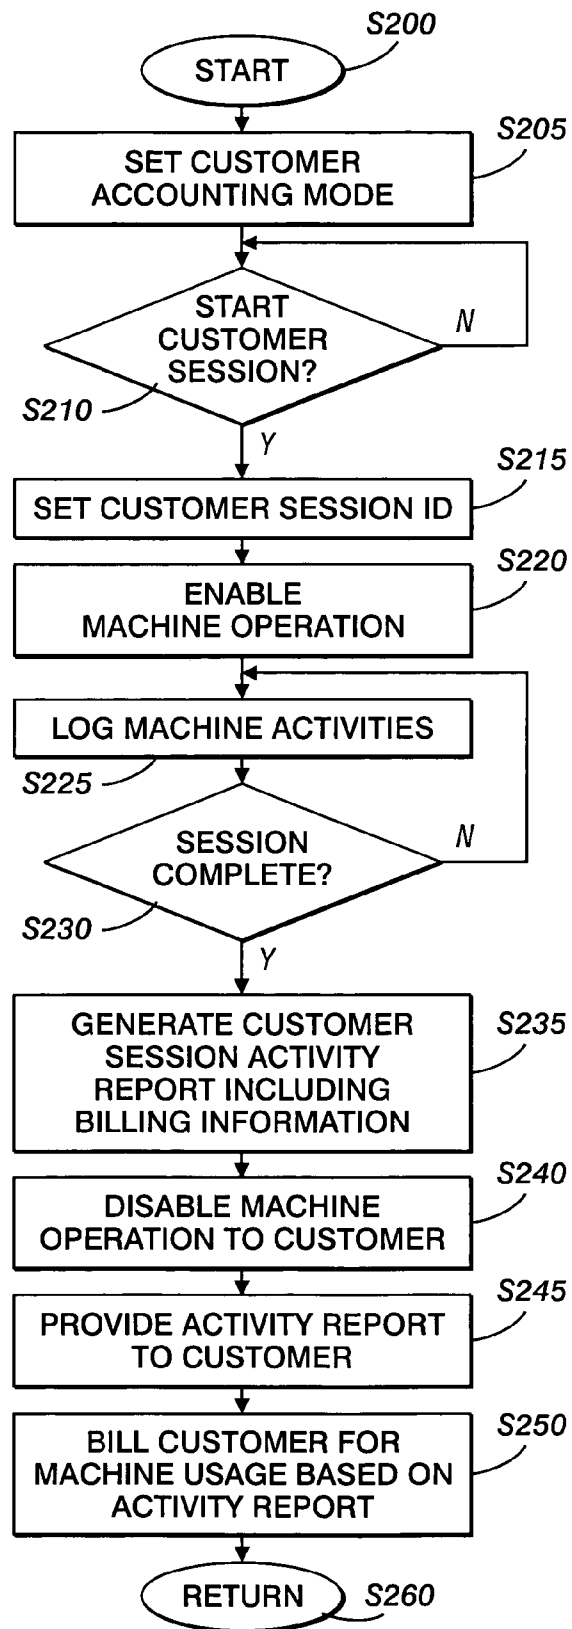 S200
START
S205
SET CUSTOMER
ACCOUNTING MODE
START
CUSTOMER
SESSION?
N
S210
Y
S215
SET CUSTOMER SESSION ID
S220
ENABLE
MACHINE OPERATION
LOG MACHINE ACTIVITIES
S225
SESSION
COMPLETE?
N
S230
Y
S235
GENERATE CUSTOMER
SESSION ACTIVITY
REPORT INCLUDING
BILLING INFORMATION
S240
DISABLE MACHINE
OPERATION TO CUSTOMER
S245
PROVIDE ACTIVITY REPORT
TO CUSTOMER
S250
BILL CUSTOMER FOR
MACHINE USAGE BASED ON
ACTIVITY REPORT
RETURN
S260